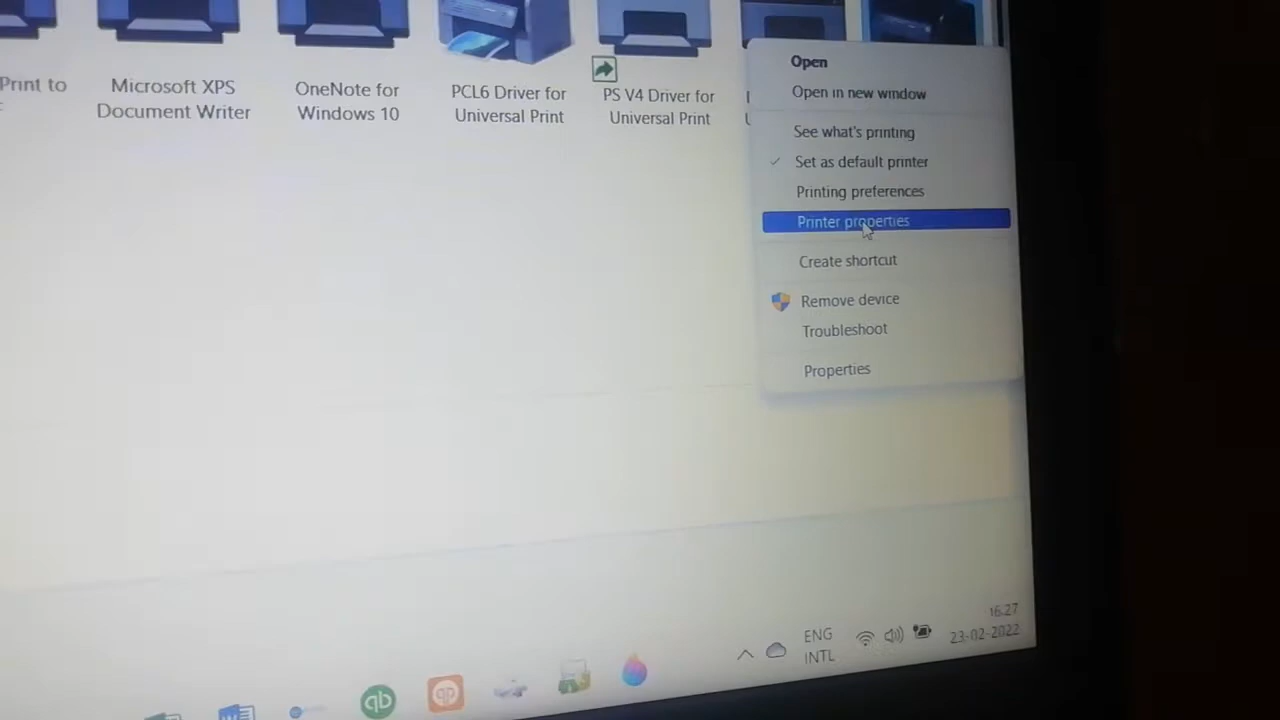 Print to
Microsoft XPS
Document Writer
OneNote for
Windows 10
PCL6 Driver for
Universal Print
PS V4 Driver for
Universal Print
Open
Open in new window
See what's printing
Set as default printer
Printing preferences
Printer properties
Create shortcut
Remove device
Troubleshoot
Properties
ENG
INTL
16.27
23-02-2022
qb
qp